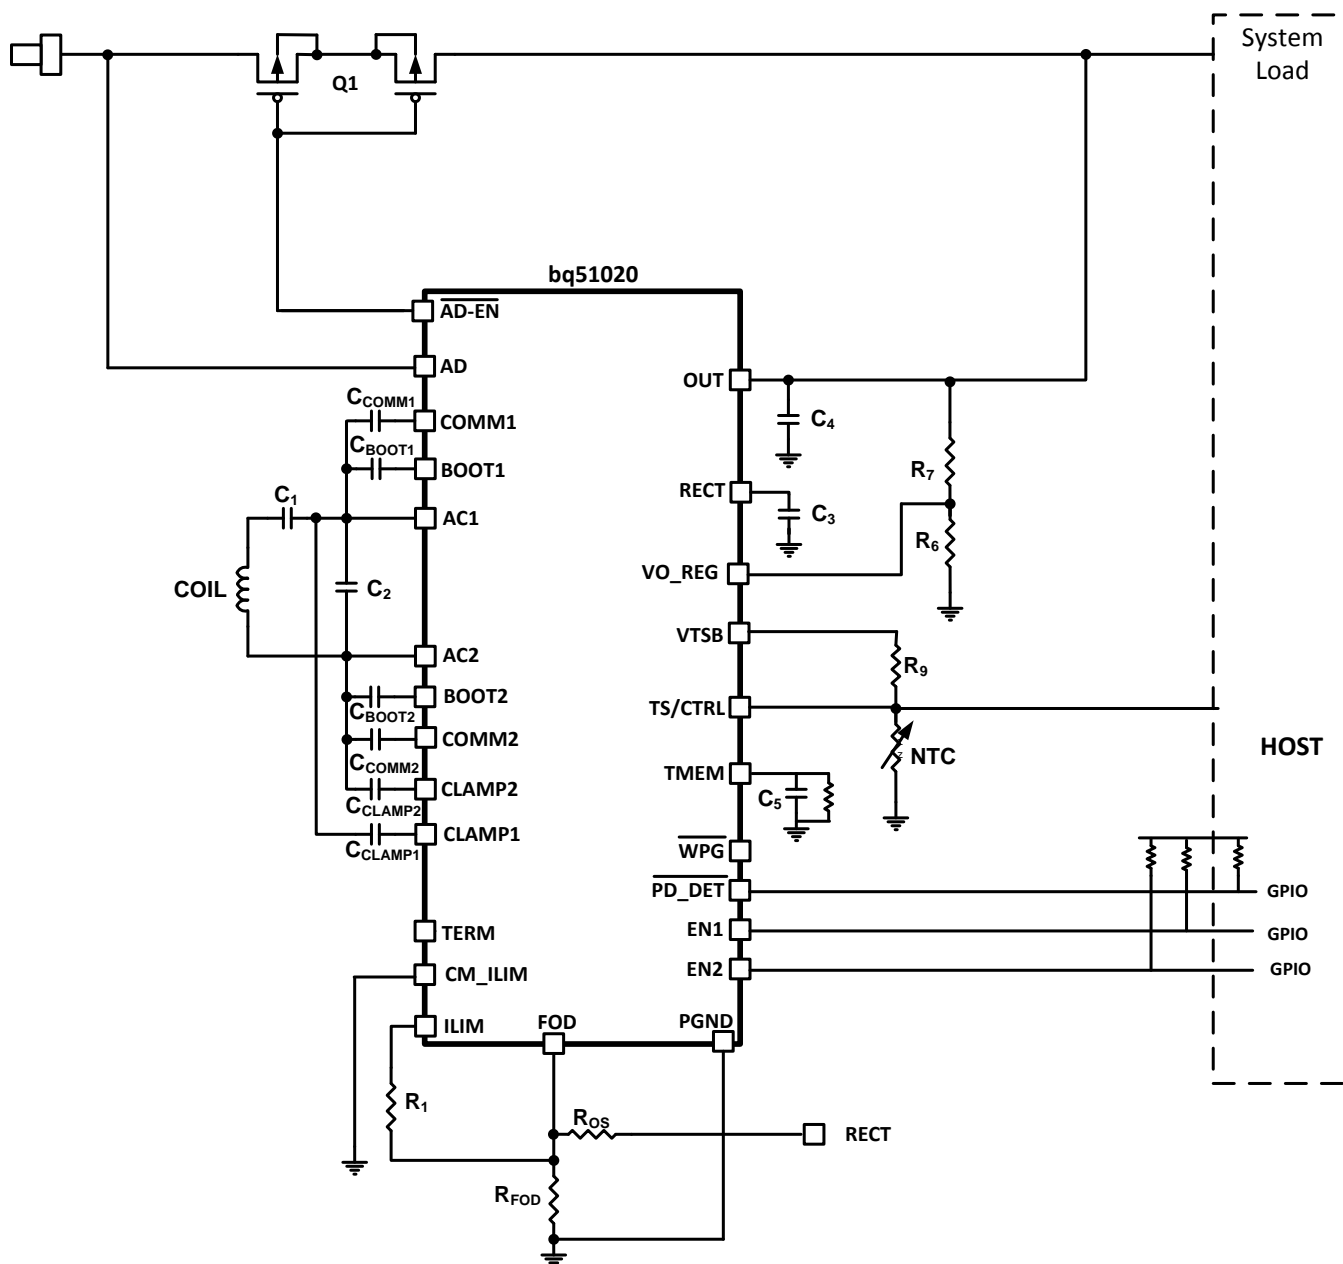 System
Load
Q1
bq51020
AD-EN
AD
OUT
CCOMM1
COMM1
C4
CBOOT1
BOOT1
R7
RECT
C1
AC1
C3
R6
VO_REG
COIL
C2
VTSB
AC2
R9
BOOT2
TS/CTRL
CBOOT2
COMM2
NTC
HOST
CCOMM2
TMEM
CLAMP2
C5
CCLAMP2
CLAMP1
CCLAMP1
WPG
PD_DET
GPIO
TERM
EN1
GPIO
CM_ILIM
EN2
GPIO
ILIM
FOD
PGND
R1
ROS
RECT
RFOD